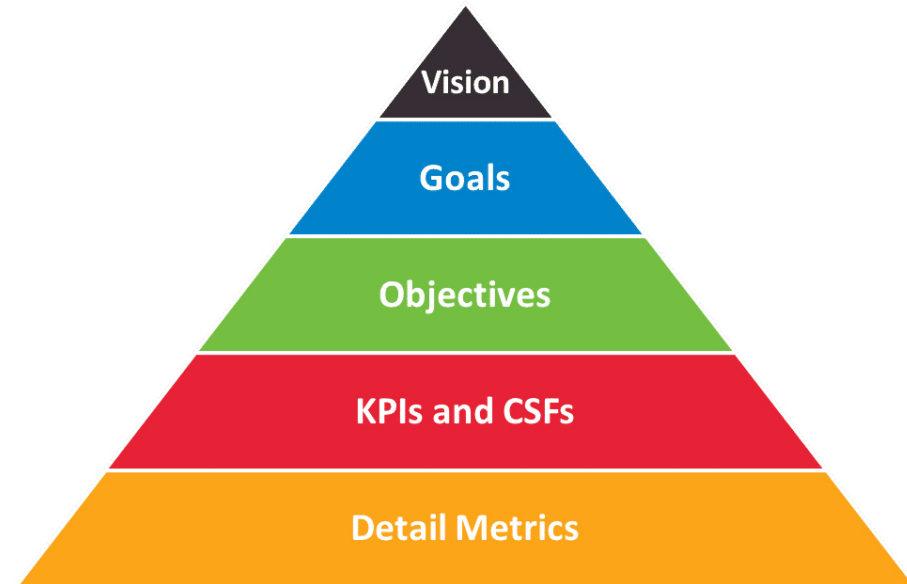 Vision
Goals
Objectives
KPIs and CSFs
Detail Metrics